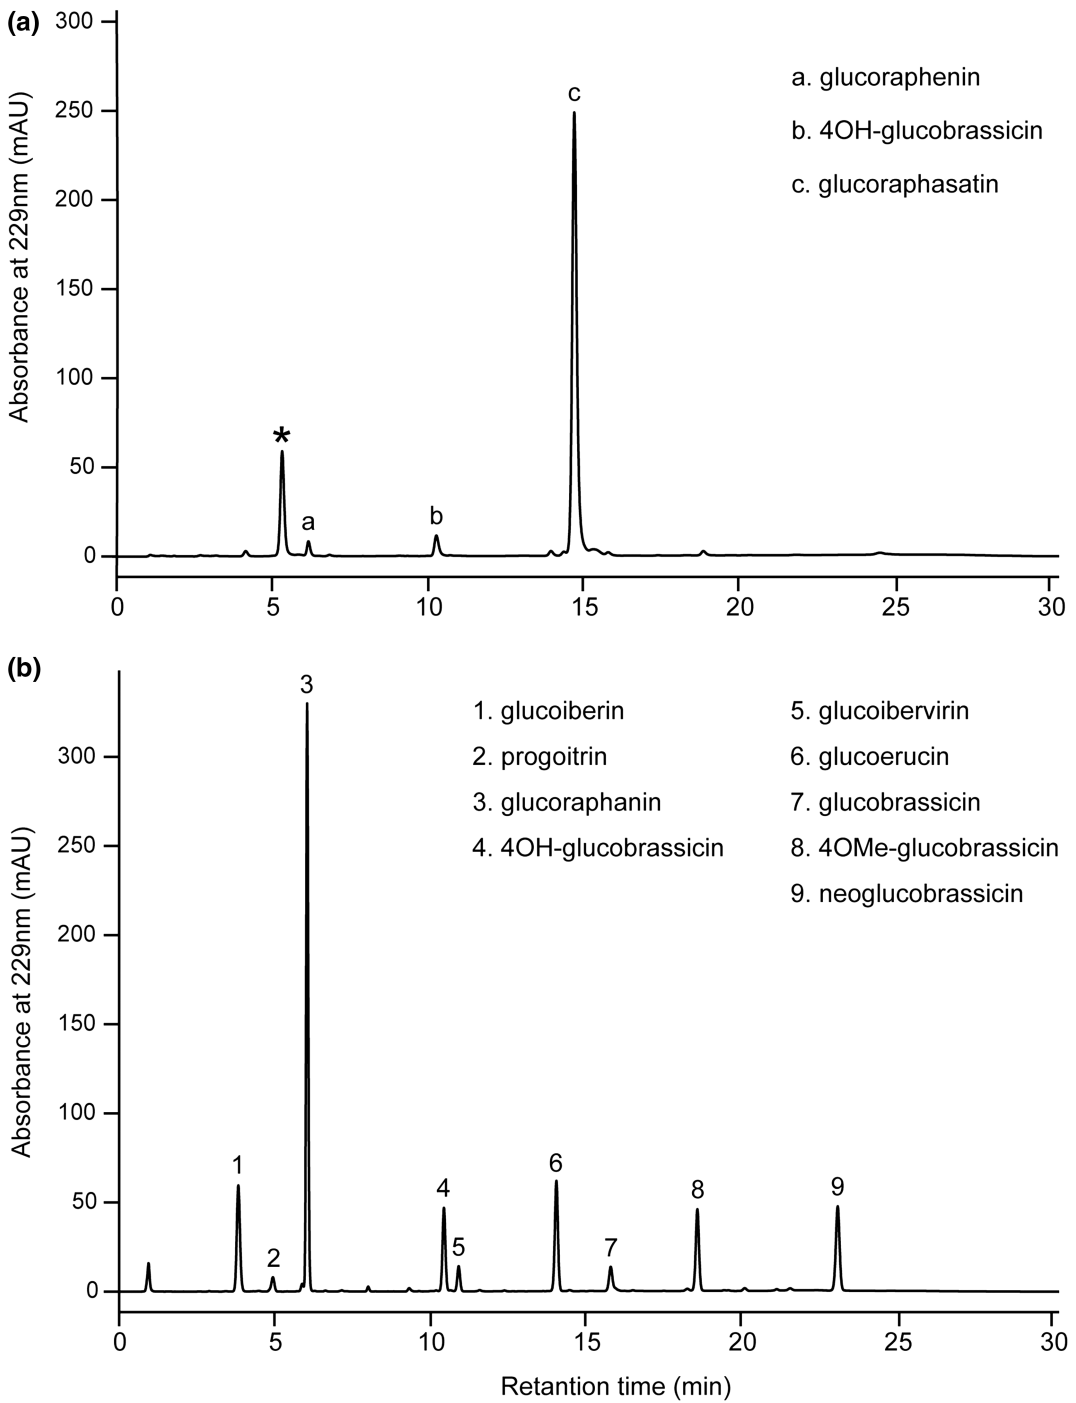 (a)
Absorbance at 229nm (mAU)
300
250
200
150
100
50
0
*
a
b
c
a. glucoraphenin
b. 4OH-glucobrassicin
c. glucoraphasatin
0 5 10 15 20 25 30
(b)
Absorbance at 229nm (mAU)
300
250
200
150
100
50
0
1
2
3
4
5
6
7
8
9
1. glucoiberin
2. progoitrin
3. glucoraphanin
4. 4OH-glucobrassicin
5. glucoibervirin
6. glucoerucin
7. glucobrassicin
8. 4OMe-glucobrassicin
9. neoglucobrassicin
0 5 10 15 20 25 30
Retention time (min)